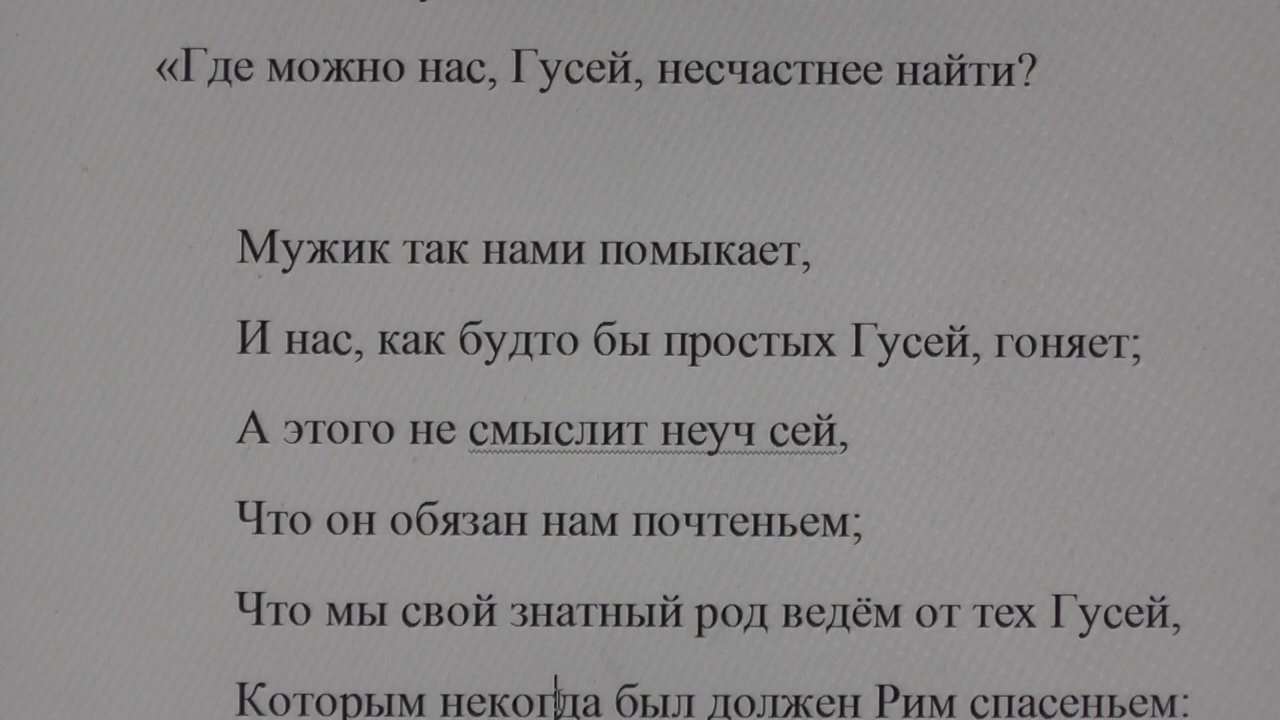 «Где можно нас, Гусей, несчастнее найти?
Мужик так нами помыкает,
И нас, как будто бы простых Гусей, гоняет;
А этого не смыслит неуч сей,
Что он обязан нам почтеньем;
Что мы свой знатный род ведём от тех Гусей,
Которым некогда был должен Рим спасеньем: